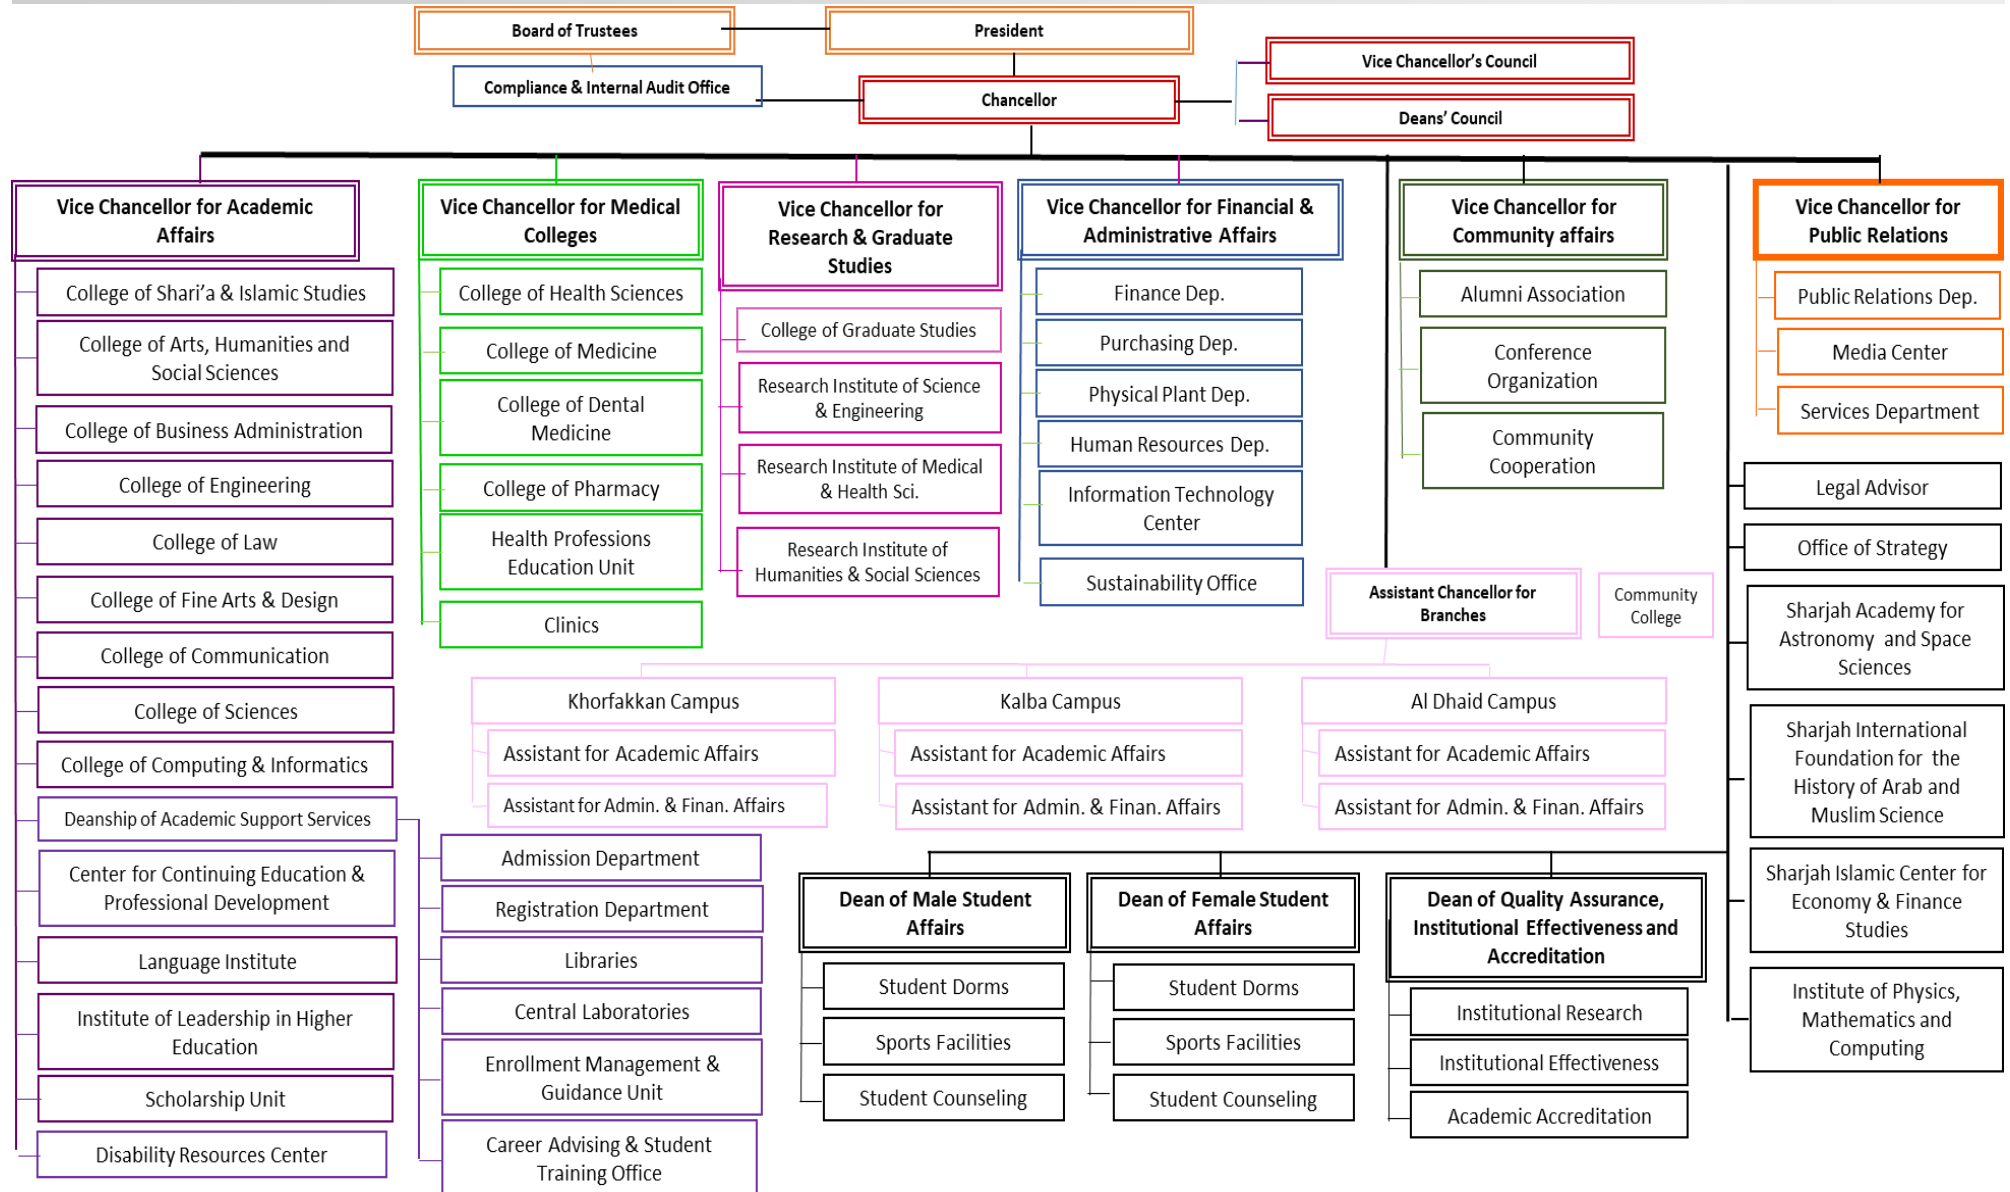 Board of Trustees
President
Compliance & Internal Audit Office
Chancellor
Vice Chancellor’s Council
Deans’ Council
Vice Chancellor for Academic
Affairs
College of Shari’a & Islamic Studies
College of Arts, Humanities and
Social Sciences
College of Business Administration
College of Engineering
College of Law
College of Fine Arts & Design
College of Communication
College of Sciences
College of Computing & Informatics
Deanship of Academic Support Services
Center for Continuing Education &
Professional Development
Language Institute
Institute of Leadership in Higher
Education
Scholarship Unit
Disability Resources Center
Admission Department
Registration Department
Libraries
Central Laboratories
Enrollment Management &
Guidance Unit
Career Advising & Student
Training Office
Vice Chancellor for Medical
Colleges
College of Health Sciences
College of Medicine
College of Dental
Medicine
College of Pharmacy
Health Professions
Education Unit
Clinics
Vice Chancellor for
Research & Graduate
Studies
College of Graduate Studies
Research Institute of Science
& Engineering
Research Institute of Medical
& Health Sci.
Research Institute of
Humanities & Social Sciences
Vice Chancellor for Financial &
Administrative Affairs
Finance Dep.
Purchasing Dep.
Physical Plant Dep.
Human Resources Dep.
Information Technology
Center
Sustainability Office
Vice Chancellor for
Community affairs
Alumni Association
Conference
Organization
Community
Cooperation
Vice Chancellor for
Public Relations
Public Relations Dep.
Media Center
Services Department
Assistant Chancellor for
Branches
Community
College
Khorfakkan Campus
Assistant for Academic Affairs
Assistant for Admin. & Finan. Affairs
Kalba Campus
Assistant for Academic Affairs
Assistant for Admin. & Finan. Affairs
Al Dhaid Campus
Assistant for Academic Affairs
Assistant for Admin. & Finan. Affairs
Legal Advisor
Office of Strategy
Sharjah Academy for
Astronomy and Space
Sciences
Sharjah International
Foundation for the
History of Arab and
Muslim Science
Sharjah Islamic Center for
Economy & Finance
Studies
Institute of Physics,
Mathematics and
Computing
Dean of Male Student
Affairs
Student Dorms
Sports Facilities
Student Counseling
Dean of Female Student
Affairs
Student Dorms
Sports Facilities
Student Counseling
Dean of Quality Assurance,
Institutional Effectiveness and
Accreditation
Institutional Research
Institutional Effectiveness
Academic Accreditation